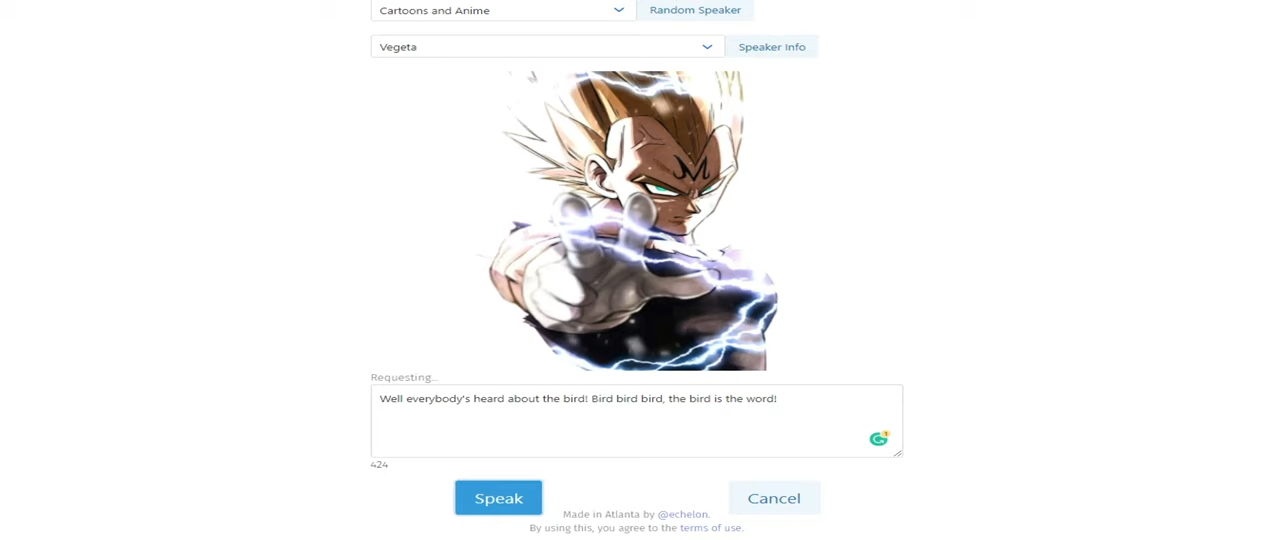 Cartoons and Anime
Random Speaker
Vegeta
Speaker Info
M
Requesting...
Well everybody's heard about the bird! Bird bird bird, the bird is the word!
1
424
Speak
Cancel
Made in Atlanta by @echelon.
By using this, you agree to the terms of use.